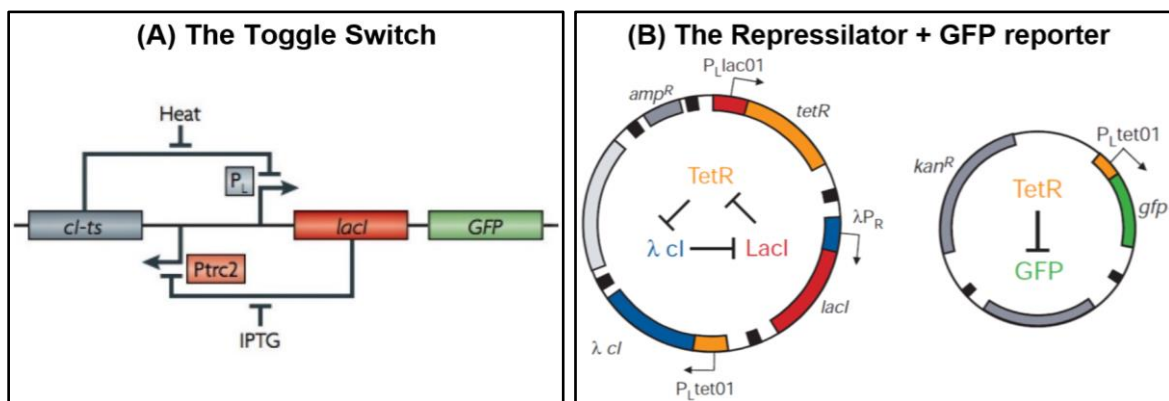 (A) The Toggle Switch
Heat
PL
cI-ts
lacI
GFP
Ptrc2
IPTG
(B) The Repressilator + GFP reporter
PLlac01
ampR
tetR
TetR
λPR
λ cI
LacI
lacI
λ cI
PLtet01
PLtet01
kanR
TetR
gfp
GFP